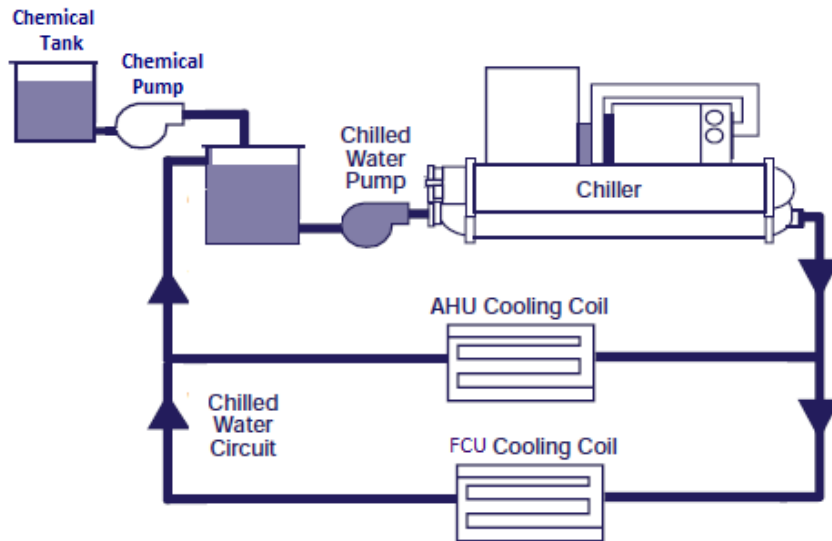 Chemical
Tank
Chemical
Pump
Chilled
Water
Pump
Chiller
AHU Cooling Coil
Chilled
Water
Circuit
FCU Cooling Coil